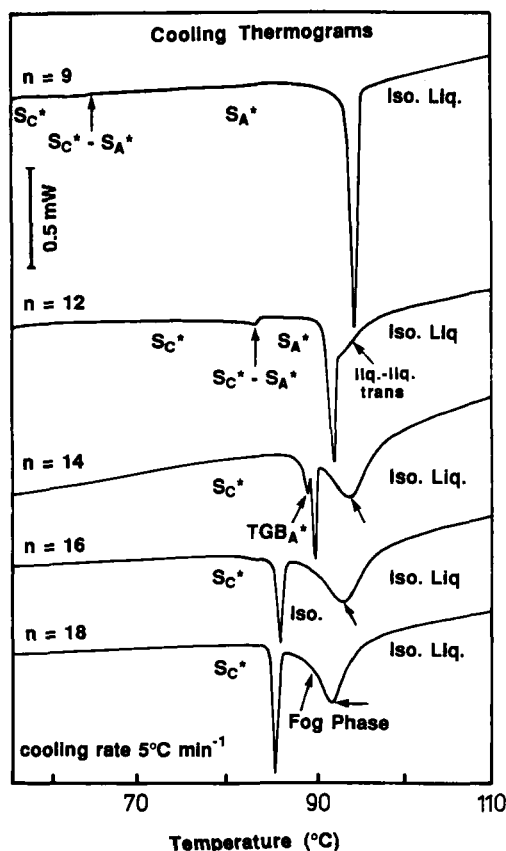 Cooling Thermograms
n = 9
Sc*
Sc* - SA*
SA*
Iso. Liq.
0.5 mW
n = 12
Sc*
SA*
Sc* - SA*
Iso. Liq
liq.-liq.
trans
n = 14
Sc*
TGBA*
Iso. Liq.
n = 16
Sc*
Iso.
Iso. Liq
n = 18
Sc*
Iso. Liq.
Fog Phase
cooling rate 5°C min-1
70 90 110
Temperature (°C)